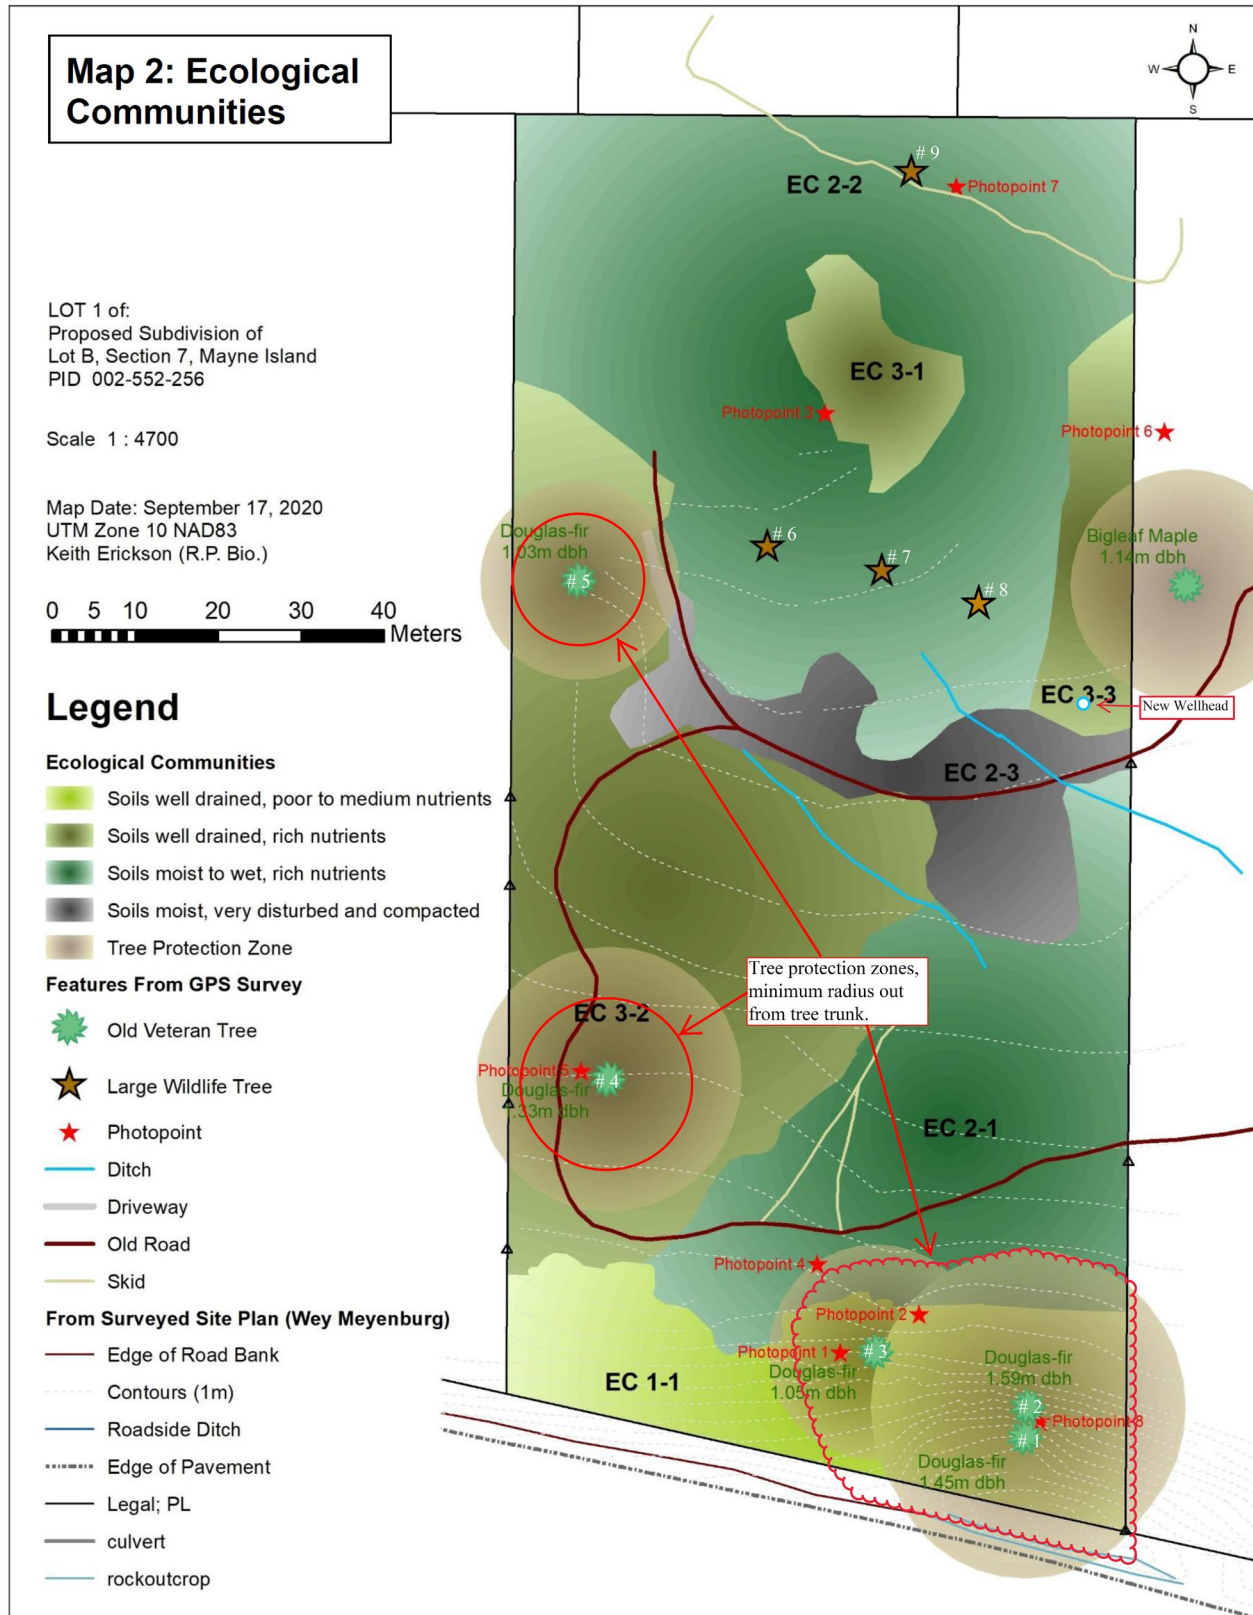 Map 2: Ecological
Communities
N
W
E
S
LOT 1 of:
Proposed Subdivision of
Lot B, Section 7, Mayne Island
PID 002-552-256
Scale 1 : 4700
Map Date: September 17, 2020
UTM Zone 10 NAD83
Keith Erickson (R.P. Bio.)
0 5 10 20 30 40
Meters
Legend
Ecological Communities
Soils well drained, poor to medium nutrients
Soils well drained, rich nutrients
Soils moist to wet, rich nutrients
Soils moist, very disturbed and compacted
Tree Protection Zone
Features From GPS Survey
Old Veteran Tree
Large Wildlife Tree
Photopoint
Ditch
Driveway
Old Road
Skid
From Surveyed Site Plan (Wey Meyenburg)
Edge of Road Bank
Contours (1m)
Roadside Ditch
Edge of Pavement
Legal; PL
culvert
rockoutcrop
# 9
EC 2-2
Photopoint 7
EC 3-1
Photopoint 3
Photopoint 6
Douglas-fir
1.03m dbh
# 5
# 6
# 7
# 8
Bigleaf Maple
1.14m dbh
EC 3-3
New Wellhead
EC 2-3
Tree protection zones,
minimum radius out
from tree trunk.
EC 3-2
Photopoint 5
# 4
Douglas-fir
1.33m dbh
EC 2-1
Photopoint 4
Photopoint 2
Photopoint 1
# 3
Douglas-fir
1.05m dbh
EC 1-1
Douglas-fir
1.59m dbh
# 2
Photopoint 8
# 1
Douglas-fir
1.45m dbh